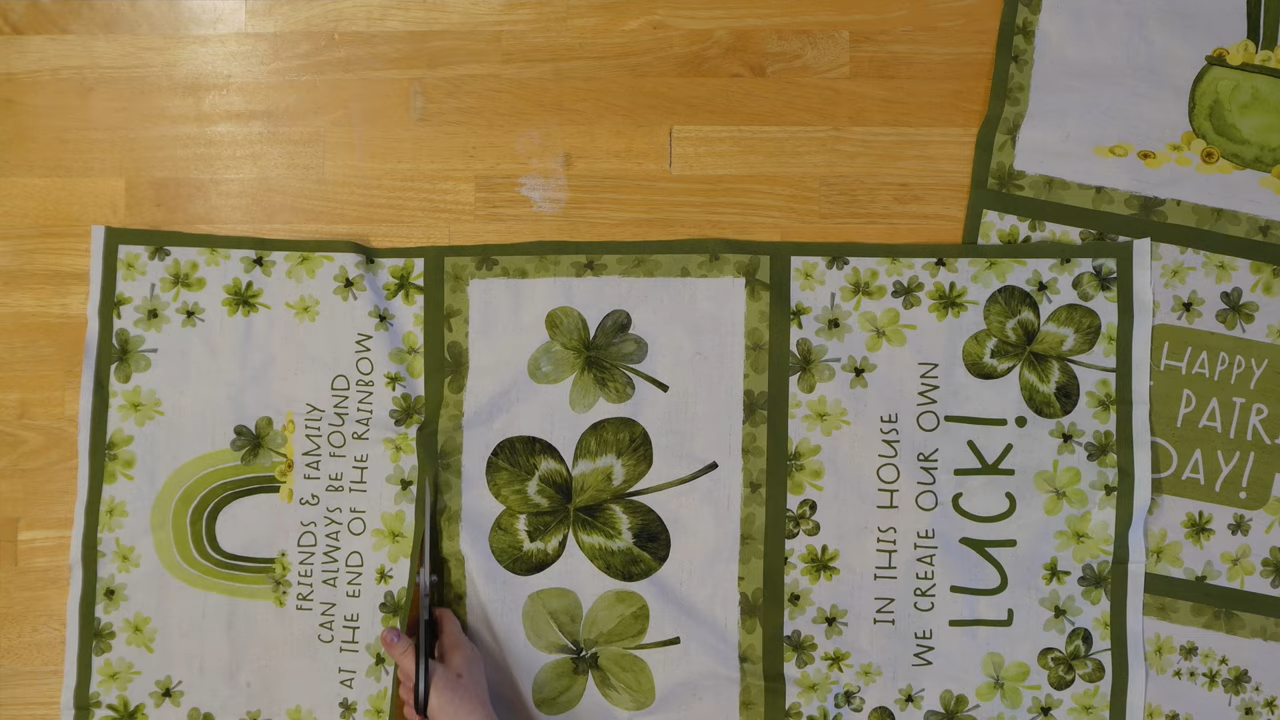 FRIENDS & FAMILY
CAN ALWAYS BE FOUND
AT THE END OF THE RAINBOW
IN THIS HOUSE
WE CREATE OUR OWN
LUCK!
HAPPY
DAY!